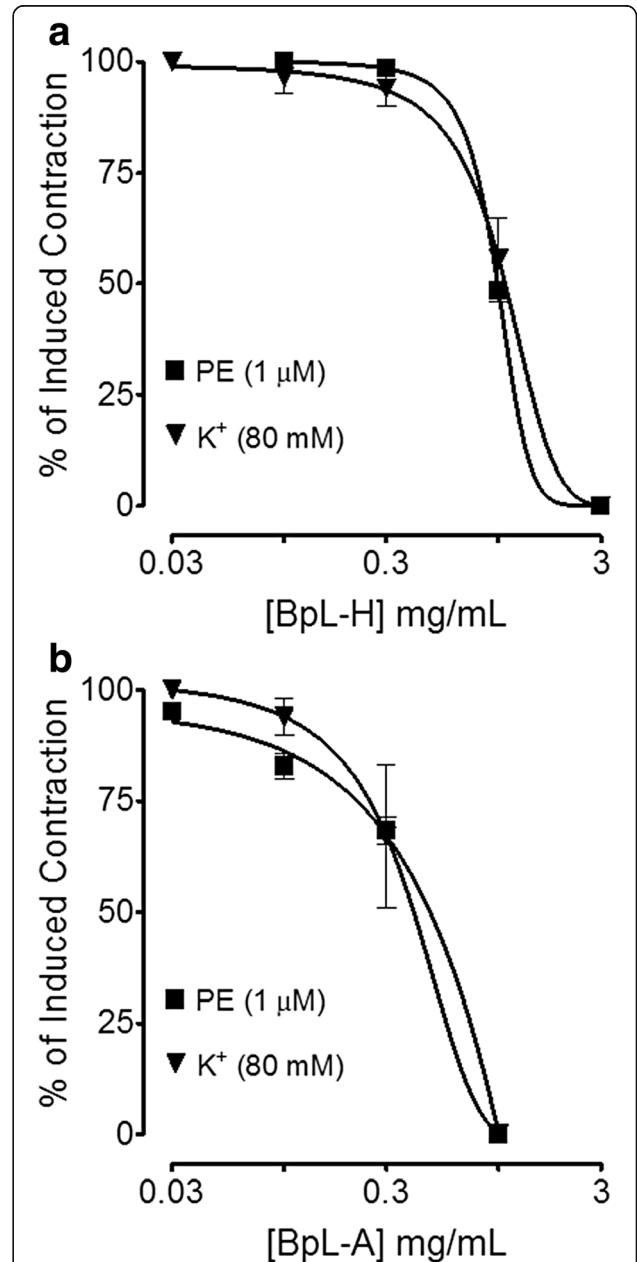 a
100
75
50
25
0
% of Induced Contraction
PE (1 μM)
K⁺ (80 mM)
0.03 0.3 3
[BpL-H] mg/mL
b
100
75
50
25
0
% of Induced Contraction
PE (1 μM)
K⁺ (80 mM)
0.03 0.3 3
[BpL-A] mg/mL